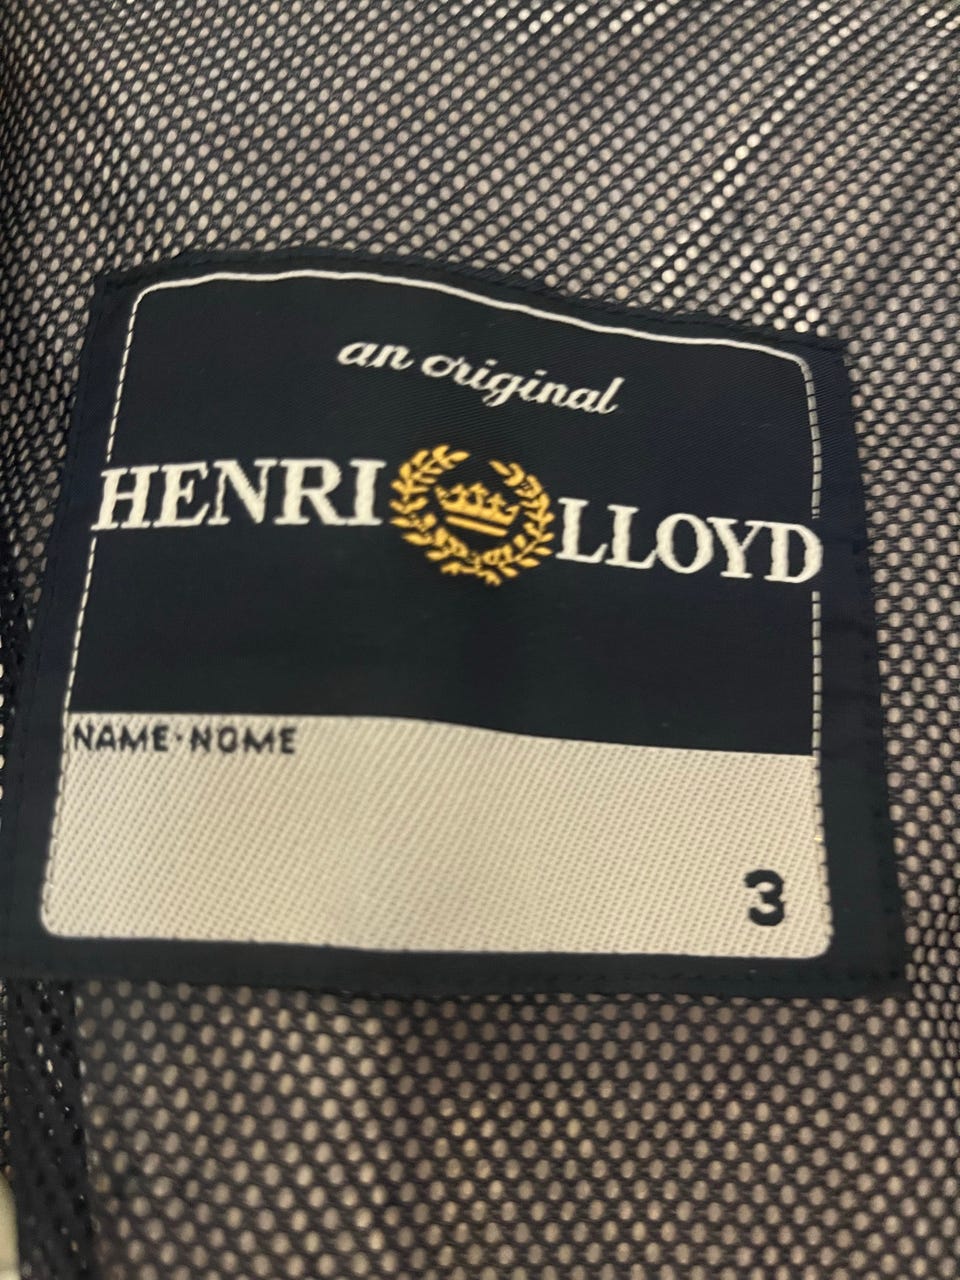 an original
HENRI LLOYD
NAME·NOME
3